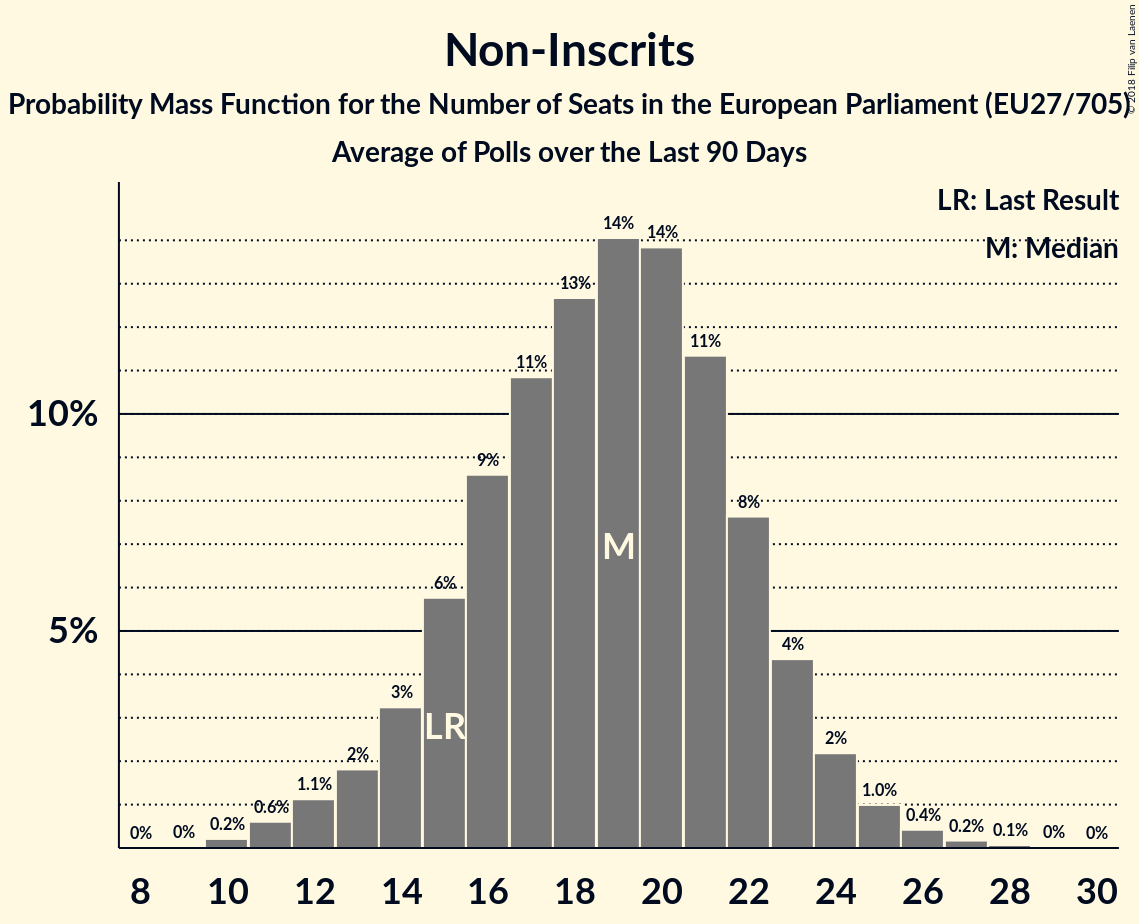 Non-Inscrits
Probability Mass Function for the Number of Seats in the European Parliament (EU27/705)
Average of Polls over the Last 90 Days
© 2018 Filip van Laenen
LR: Last Result
M: Median
10%
5%
0%
0%
0.2%
0.6%
1.1%
2%
3%
6%
9%
11%
13%
14%
14%
11%
8%
4%
2%
1.0%
0.4%
0.2%
0.1%
0%
0%
LR
M
8 10 12 14 16 18 20 22 24 26 28 30